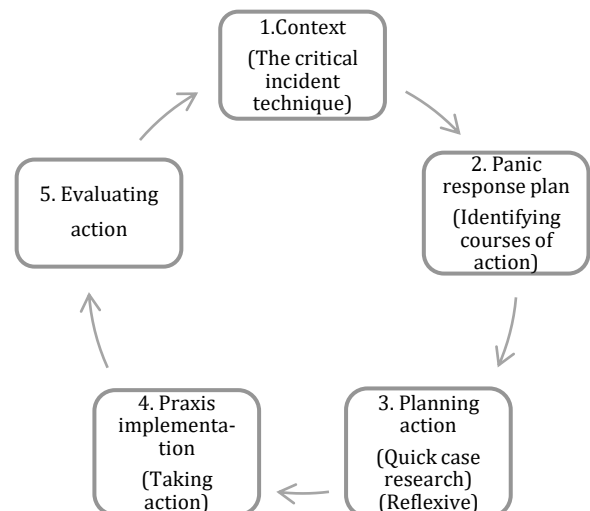 1.Context
(The critical
incident
technique)
2. Panic
response plan
(Identifying
courses of
action)
3. Planning
action
(Quick case
research)
(Reflexive)
4. Praxis
implementa-
tion
(Taking
action)
5. Evaluating
action